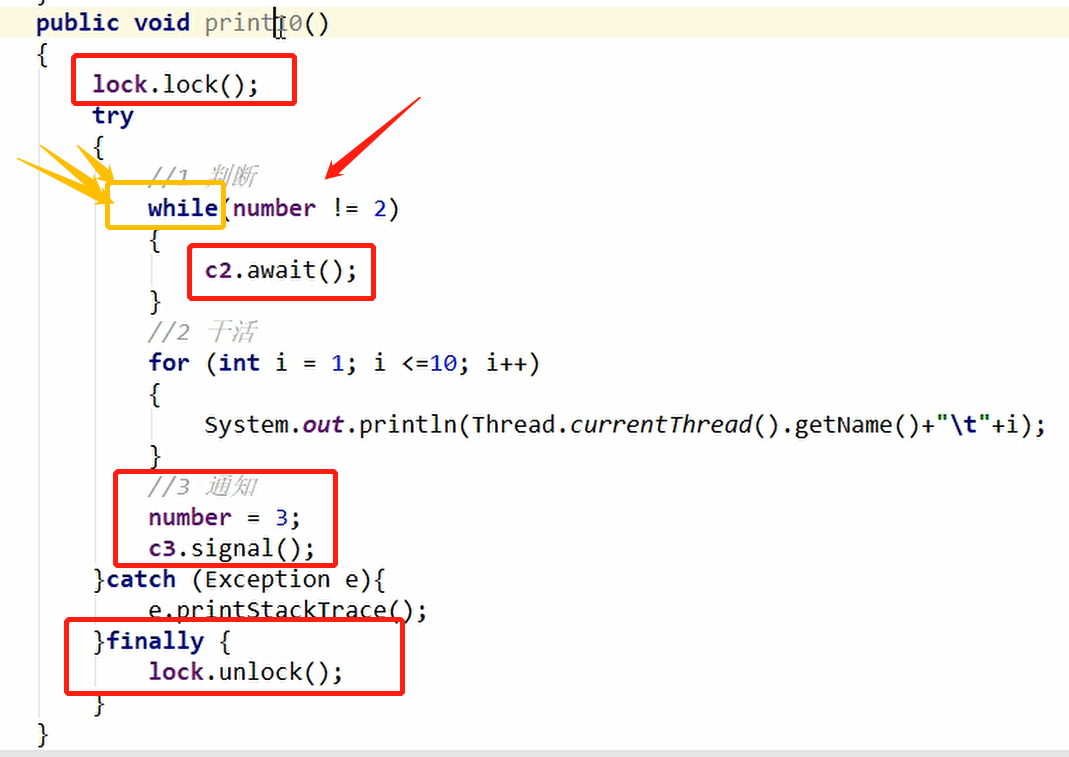 public void print10()
{
lock.lock();
try
{
//1 判断
while(number != 2)
{
c2.await();
}
//2 干活
for (int i = 1; i <=10; i++)
{
System.out.println(Thread.currentThread().getName()+"\t"+i);
}
//3 通知
number = 3;
c3.signal();
}catch (Exception e){
e.printStackTrace();
}finally {
lock.unlock();
}
}